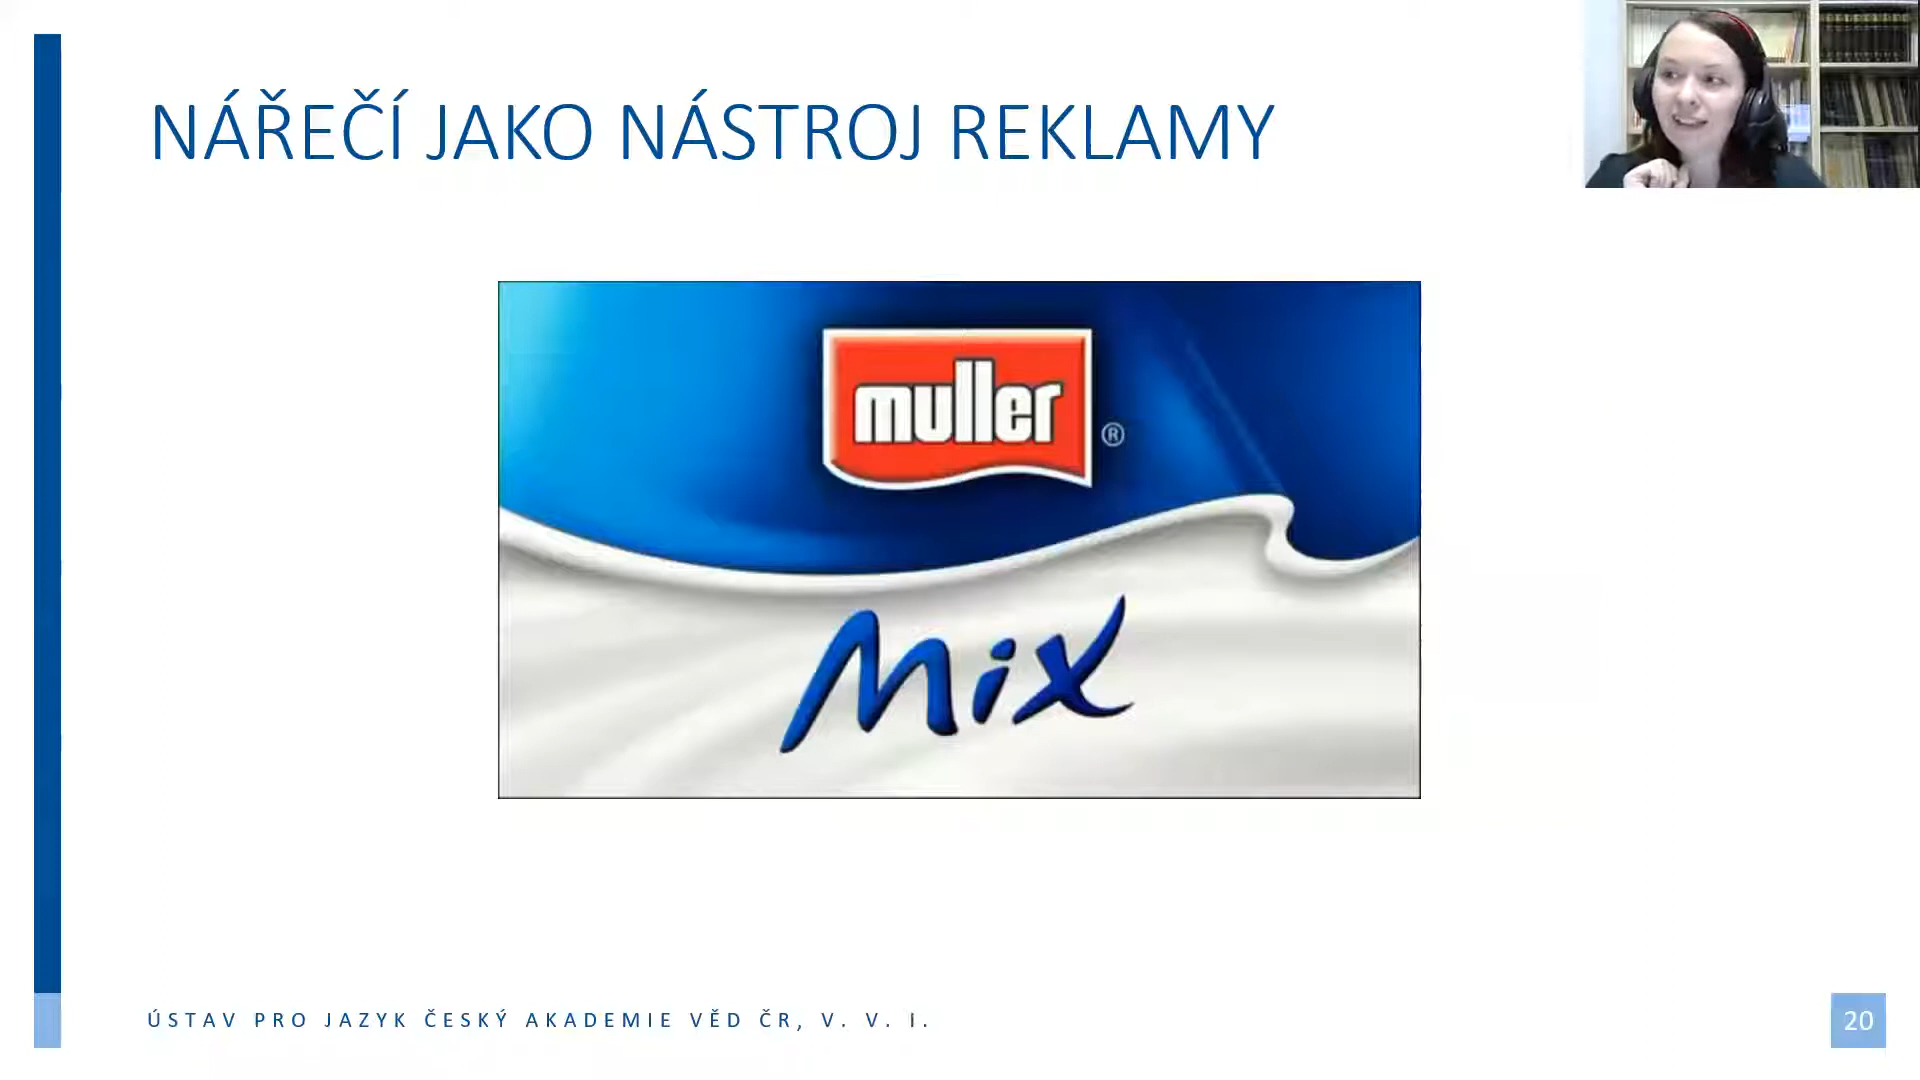 NÁŘEČÍ JAKO NÁSTROJ REKLAMY
muller
®
Mix
ÚSTAV PRO JAZYK ČESKÝ AKADEMIE VĚD ČR, V. V. I.
20